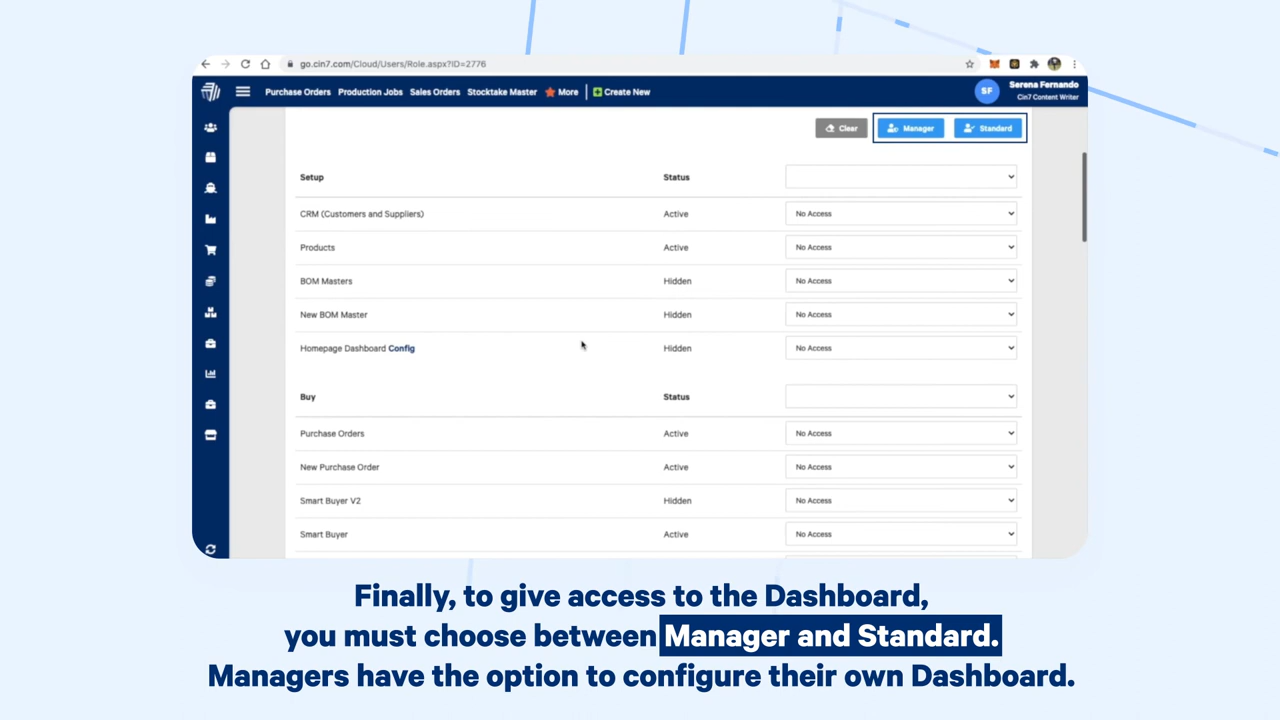 go.cin7.com/Cloud/Users/Role.aspx?ID=2776
Purchase Orders Production Jobs Sales Orders Stocktake Master More Create New
SF
Serena Fernando
Cin7 Content Writer
Clear Manager Standard
Setup Status
CRM (Customers and Suppliers) Active No Access
Products Active No Access
BOM Masters Hidden No Access
New BOM Master Hidden No Access
Homepage Dashboard Config Hidden No Access
Buy Status
Purchase Orders Active No Access
New Purchase Order Active No Access
Smart Buyer V2 Hidden No Access
Smart Buyer Active No Access
Finally, to give access to the Dashboard,
you must choose between Manager and Standard.
Managers have the option to configure their own Dashboard.